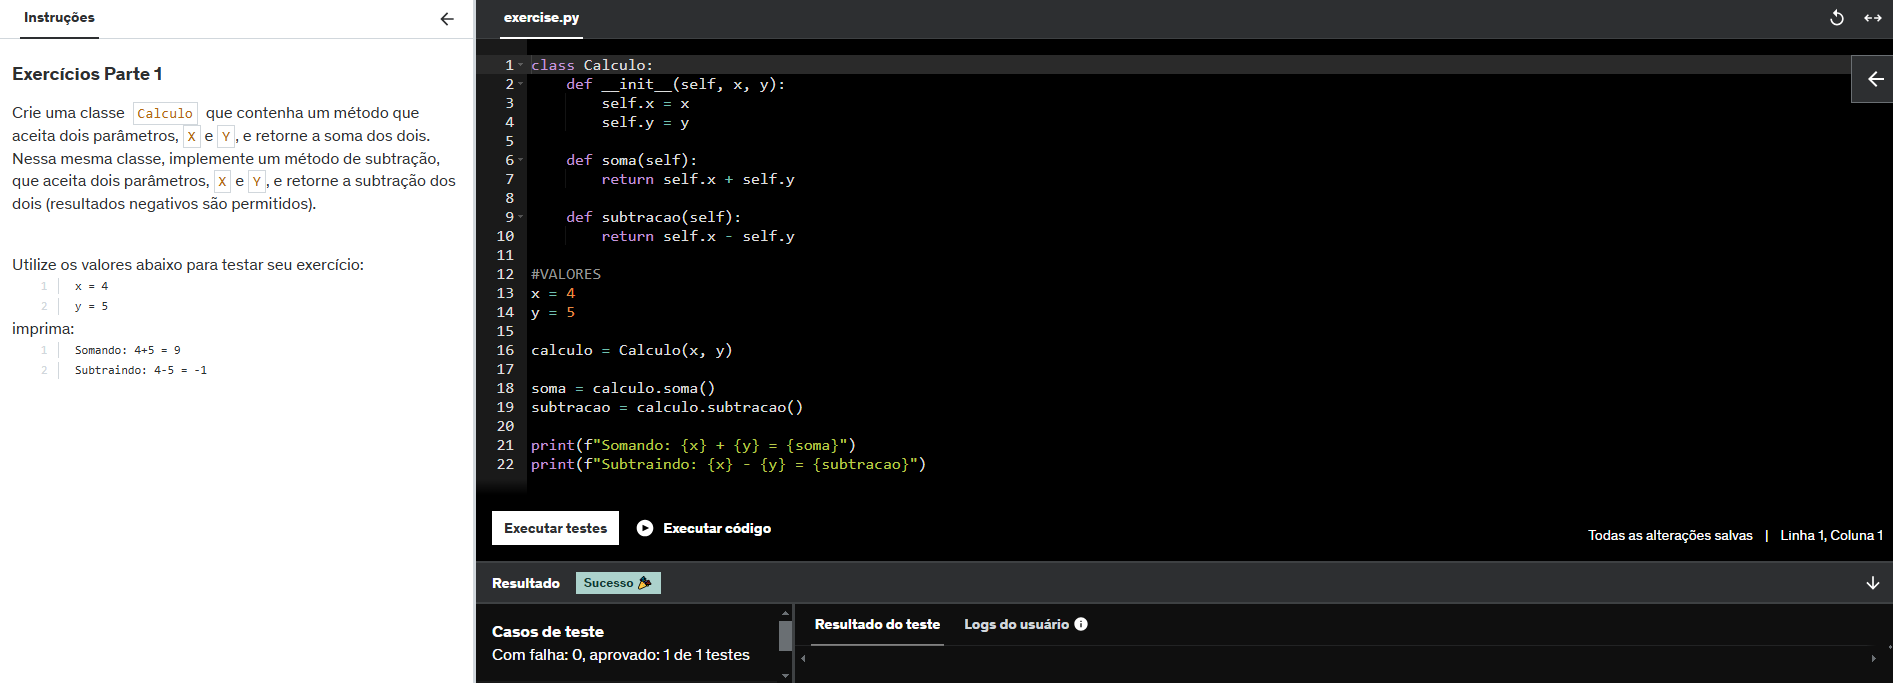 Instruções
Exercícios Parte 1
Crie uma classe Calculo que contenha um método que
aceita dois parâmetros, X e Y, e retorne a soma dos dois.
Nessa mesma classe, implemente um método de subtração,
que aceita dois parâmetros, X e Y, e retorne a subtração dos
dois (resultados negativos são permitidos).
Utilize os valores abaixo para testar seu exercício:
1 x = 4
2 y = 5
imprima:
1 Somando: 4+5 = 9
2 Subtraindo: 4-5 = -1
exercise.py
1 class Calculo:
2     def __init__(self, x, y):
3         self.x = x
4         self.y = y
5
6     def soma(self):
7         return self.x + self.y
8
9     def subtracao(self):
10         return self.x - self.y
11
12 #VALORES
13 x = 4
14 y = 5
15
16 calculo = Calculo(x, y)
17
18 soma = calculo.soma()
19 subtracao = calculo.subtracao()
20
21 print(f"Somando: {x} + {y} = {soma}")
22 print(f"Subtraindo: {x} - {y} = {subtracao}")
Executar testes Executar código
Todas as alterações salvas | Linha 1, Coluna 1
Resultado Sucesso
Casos de teste
Com falha: 0, aprovado: 1 de 1 testes
Resultado do teste Logs do usuário